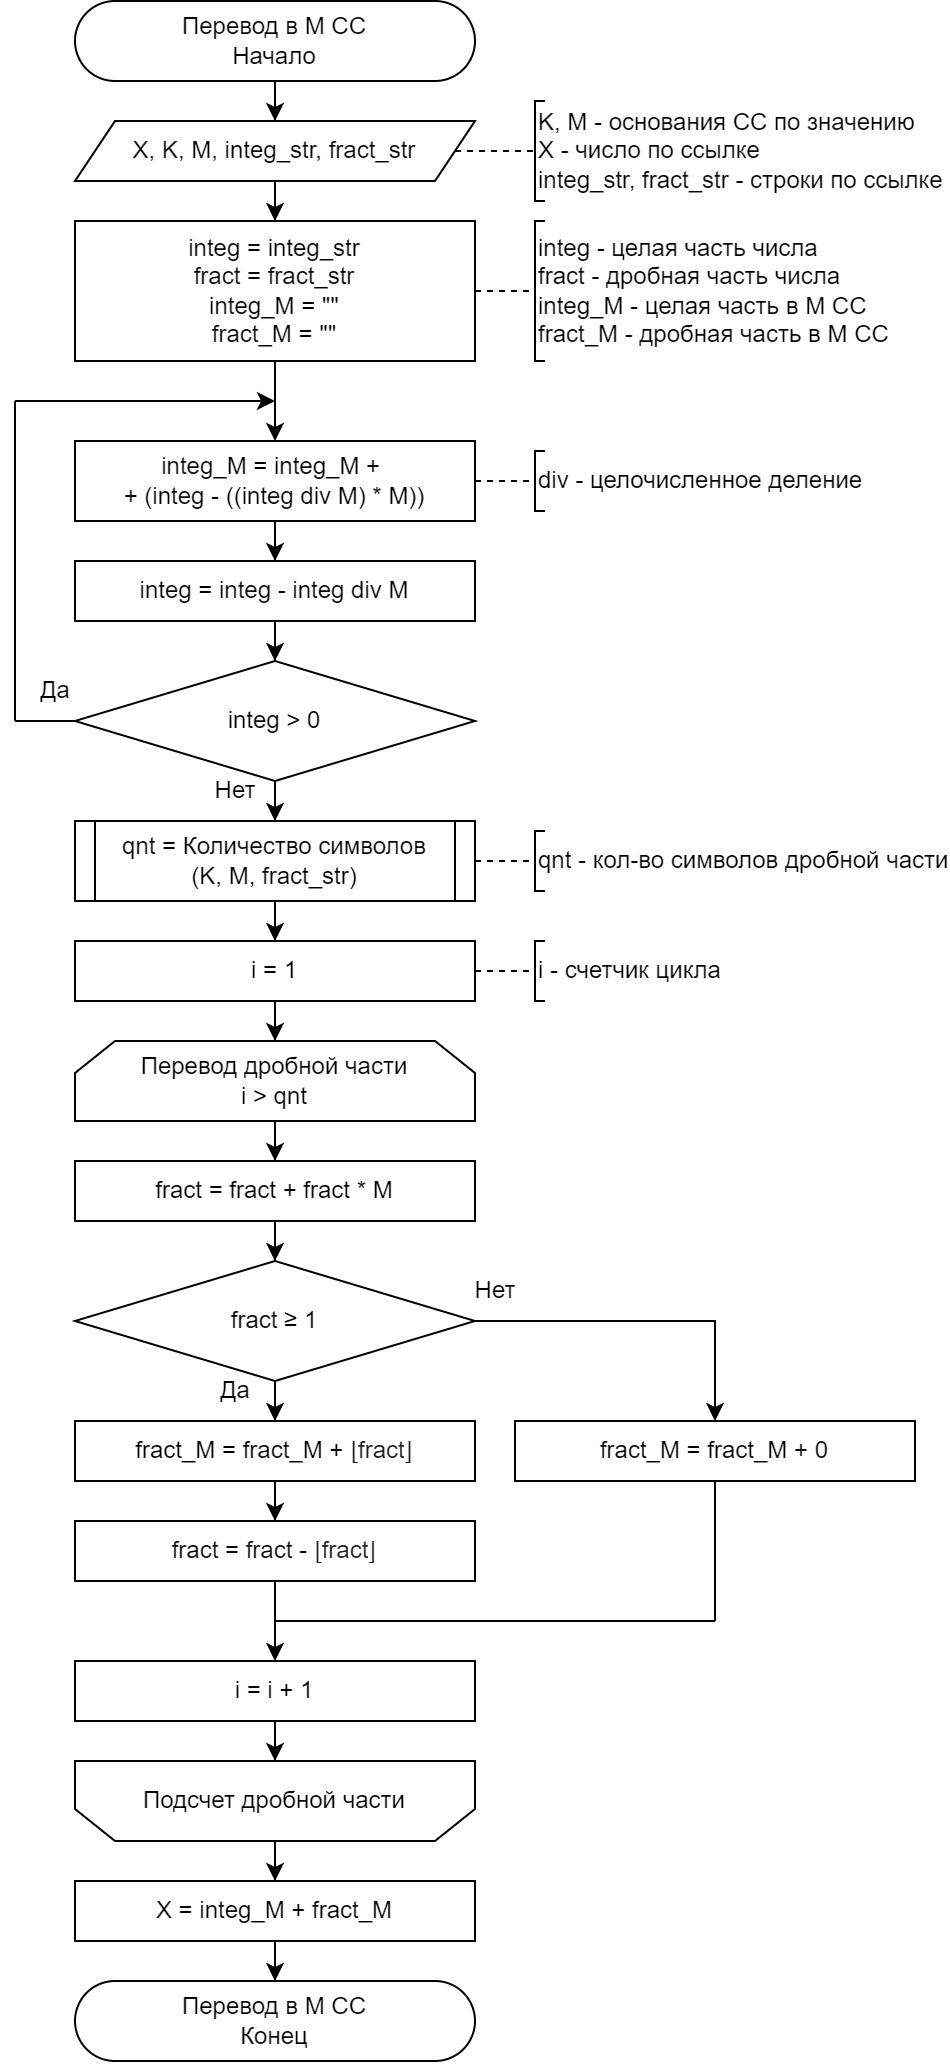 Перевод в М СС
Начало
X, K, M, integ_str, fract_str
K, M - основания СС по значению
X - число по ссылке
integ_str, fract_str - строки по ссылке
integ = integ_str
fract = fract_str
integ_M = ""
fract_M = ""
integ - целая часть числа
fract - дробная часть числа
integ_M - целая часть в М СС
fract_M - дробная часть в М СС
integ_M = integ_M +
+ (integ - ((integ div M) * M))
div - целочисленное деление
integ = integ - integ div M
Да
integ > 0
Нет
qnt = Количество символов
(K, M, fract_str)
qnt - кол-во символов дробной части
i = 1
i - счетчик цикла
Перевод дробной части
i > qnt
fract = fract + fract * M
Нет
fract ≥ 1
Да
fract_M = fract_M + ⌊fract⌋
fract_M = fract_M + 0
fract = fract - ⌊fract⌋
i = i + 1
Подсчет дробной части
X = integ_M + fract_M
Перевод в М СС
Конец